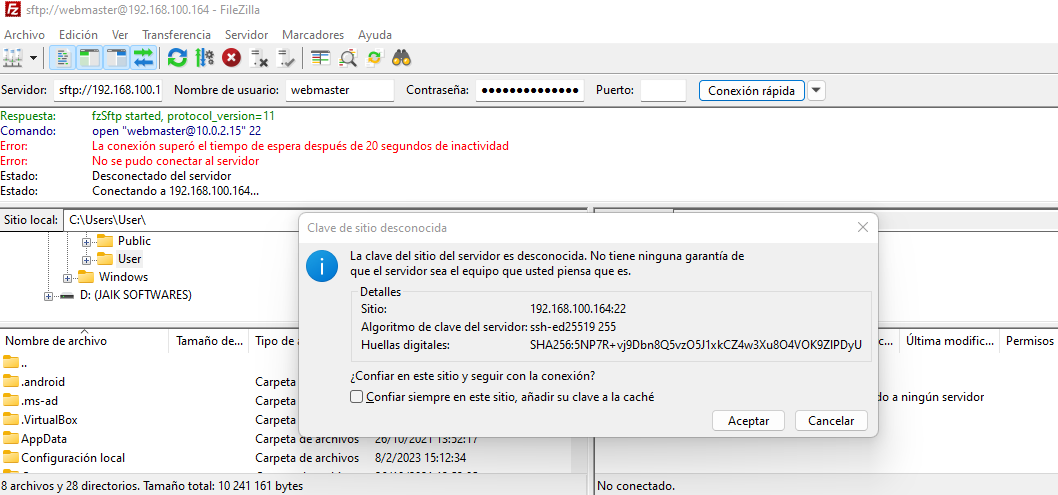 sftp://webmaster@192.168.100.164 - FileZilla
Archivo Edición Ver Transferencia Servidor Marcadores Ayuda
Servidor: sftp://192.168.100.1 Nombre de usuario: webmaster Contraseña: ●●●●●●●●●●●●●● Puerto: Conexión rápida
Respuesta: fzSftp started, protocol_version=11
Comando: open "webmaster@10.0.2.15" 22
Error: La conexión superó el tiempo de espera después de 20 segundos de inactividad
Error: No se pudo conectar al servidor
Estado: Desconectado del servidor
Estado: Conectando a 192.168.100.164...
Sitio local: C:\Users\User\
Public
User
Windows
D: (JAIK SOFTWARES)
Clave de sitio desconocida
La clave del sitio del servidor es desconocida. No tiene ninguna garantía de
que el servidor sea el equipo que usted piensa que es.
Detalles
Sitio: 192.168.100.164:22
Algoritmo de clave del servidor: ssh-ed25519 255
Huellas digitales: SHA256:5NP7R+vj9Dbn8Q5vzO5J1xkCZ4w3Xu8O4VOK9ZIPDyU
¿Confiar en este sitio y seguir con la conexión?
Confiar siempre en este sitio, añadir su clave a la caché
Aceptar Cancelar
Nombre de archivo Tamaño de... Tipo de a c... Última modific... Permisos
..
.android Carpeta
.ms-ad Carpeta o a ningún servidor
.VirtualBox Carpeta
AppData Carpeta de archivos 26/10/2021 13:52:17
Configuración local Carpeta de archivos 8/2/2023 15:12:34
8 archivos y 28 directorios. Tamaño total: 10 241 161 bytes
No conectado.